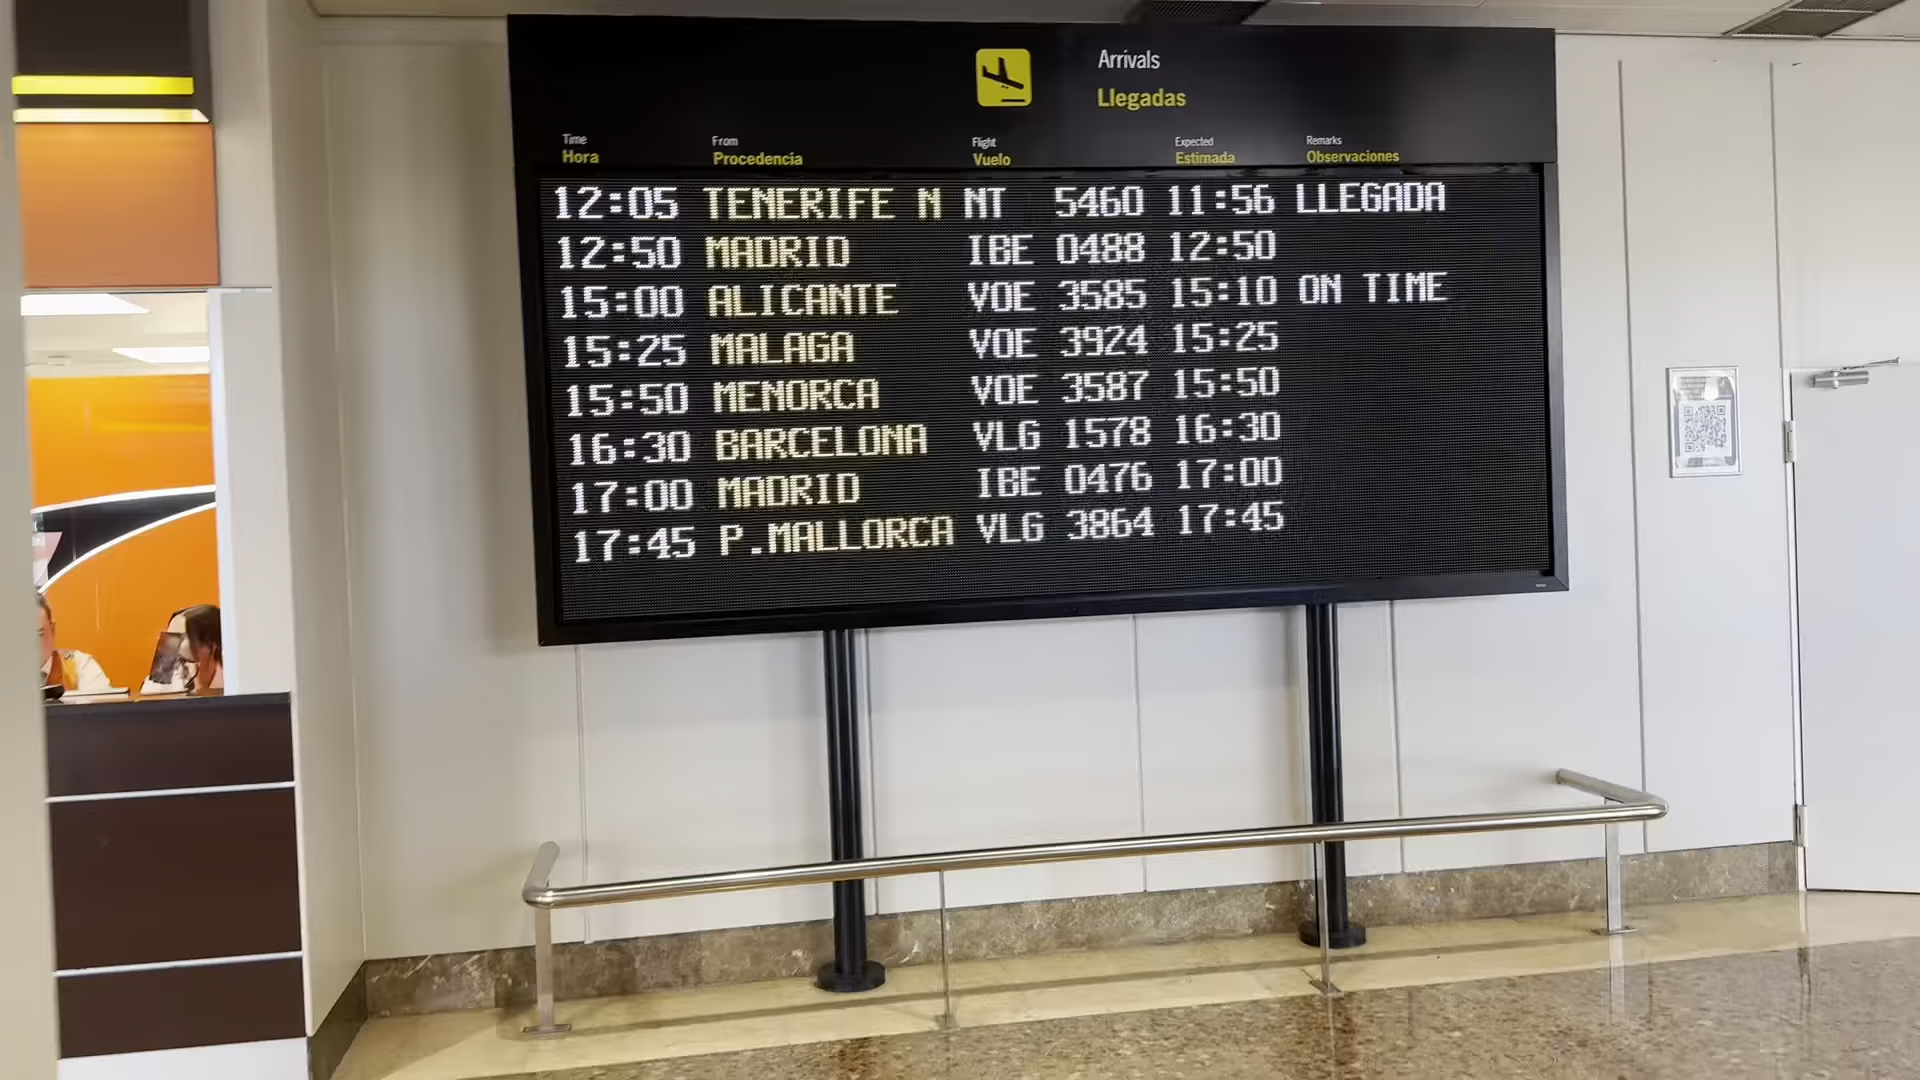 Arrivals
Llegadas
Time From Flight Expected Remarks
Hora Procedencia Vuelo Estimada Observaciones
12:05 TENERIFE N NT 5460 11:56 LLEGADA
12:50 MADRID IBE 0488 12:50
15:00 ALICANTE VOE 3585 15:10 ON TIME
15:25 MALAGA VOE 3924 15:25
15:50 MENORCA VOE 3587 15:50
16:30 BARCELONA VLG 1578 16:30
17:00 MADRID IBE 0476 17:00
17:45 P.MALLORCA VLG 3864 17:45